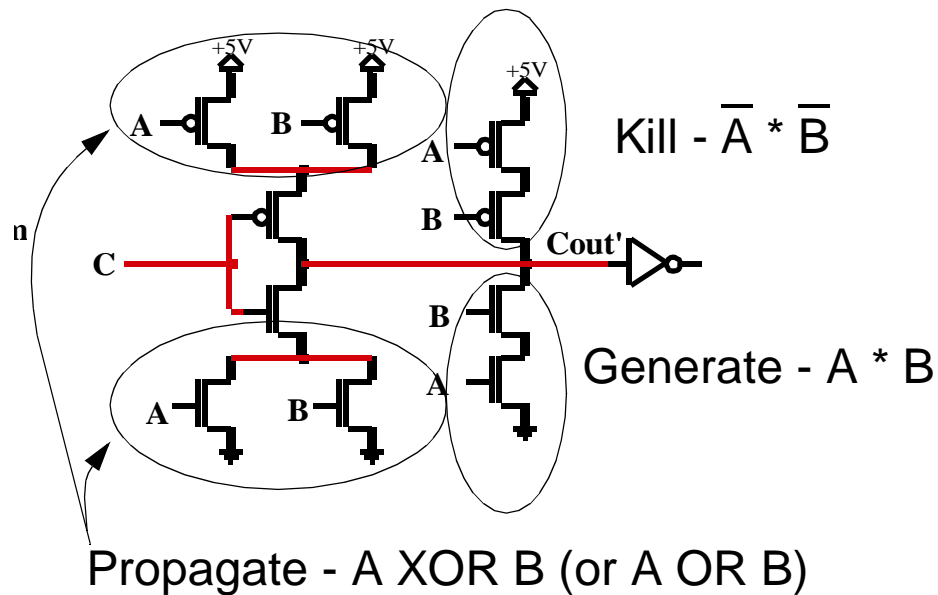 +5V
+5V
+5V
A
B
A
Kill - A̅ * B̅
B
n
C
Cout'
B
Generate - A * B
A
A
B
Propagate - A XOR B (or A OR B)